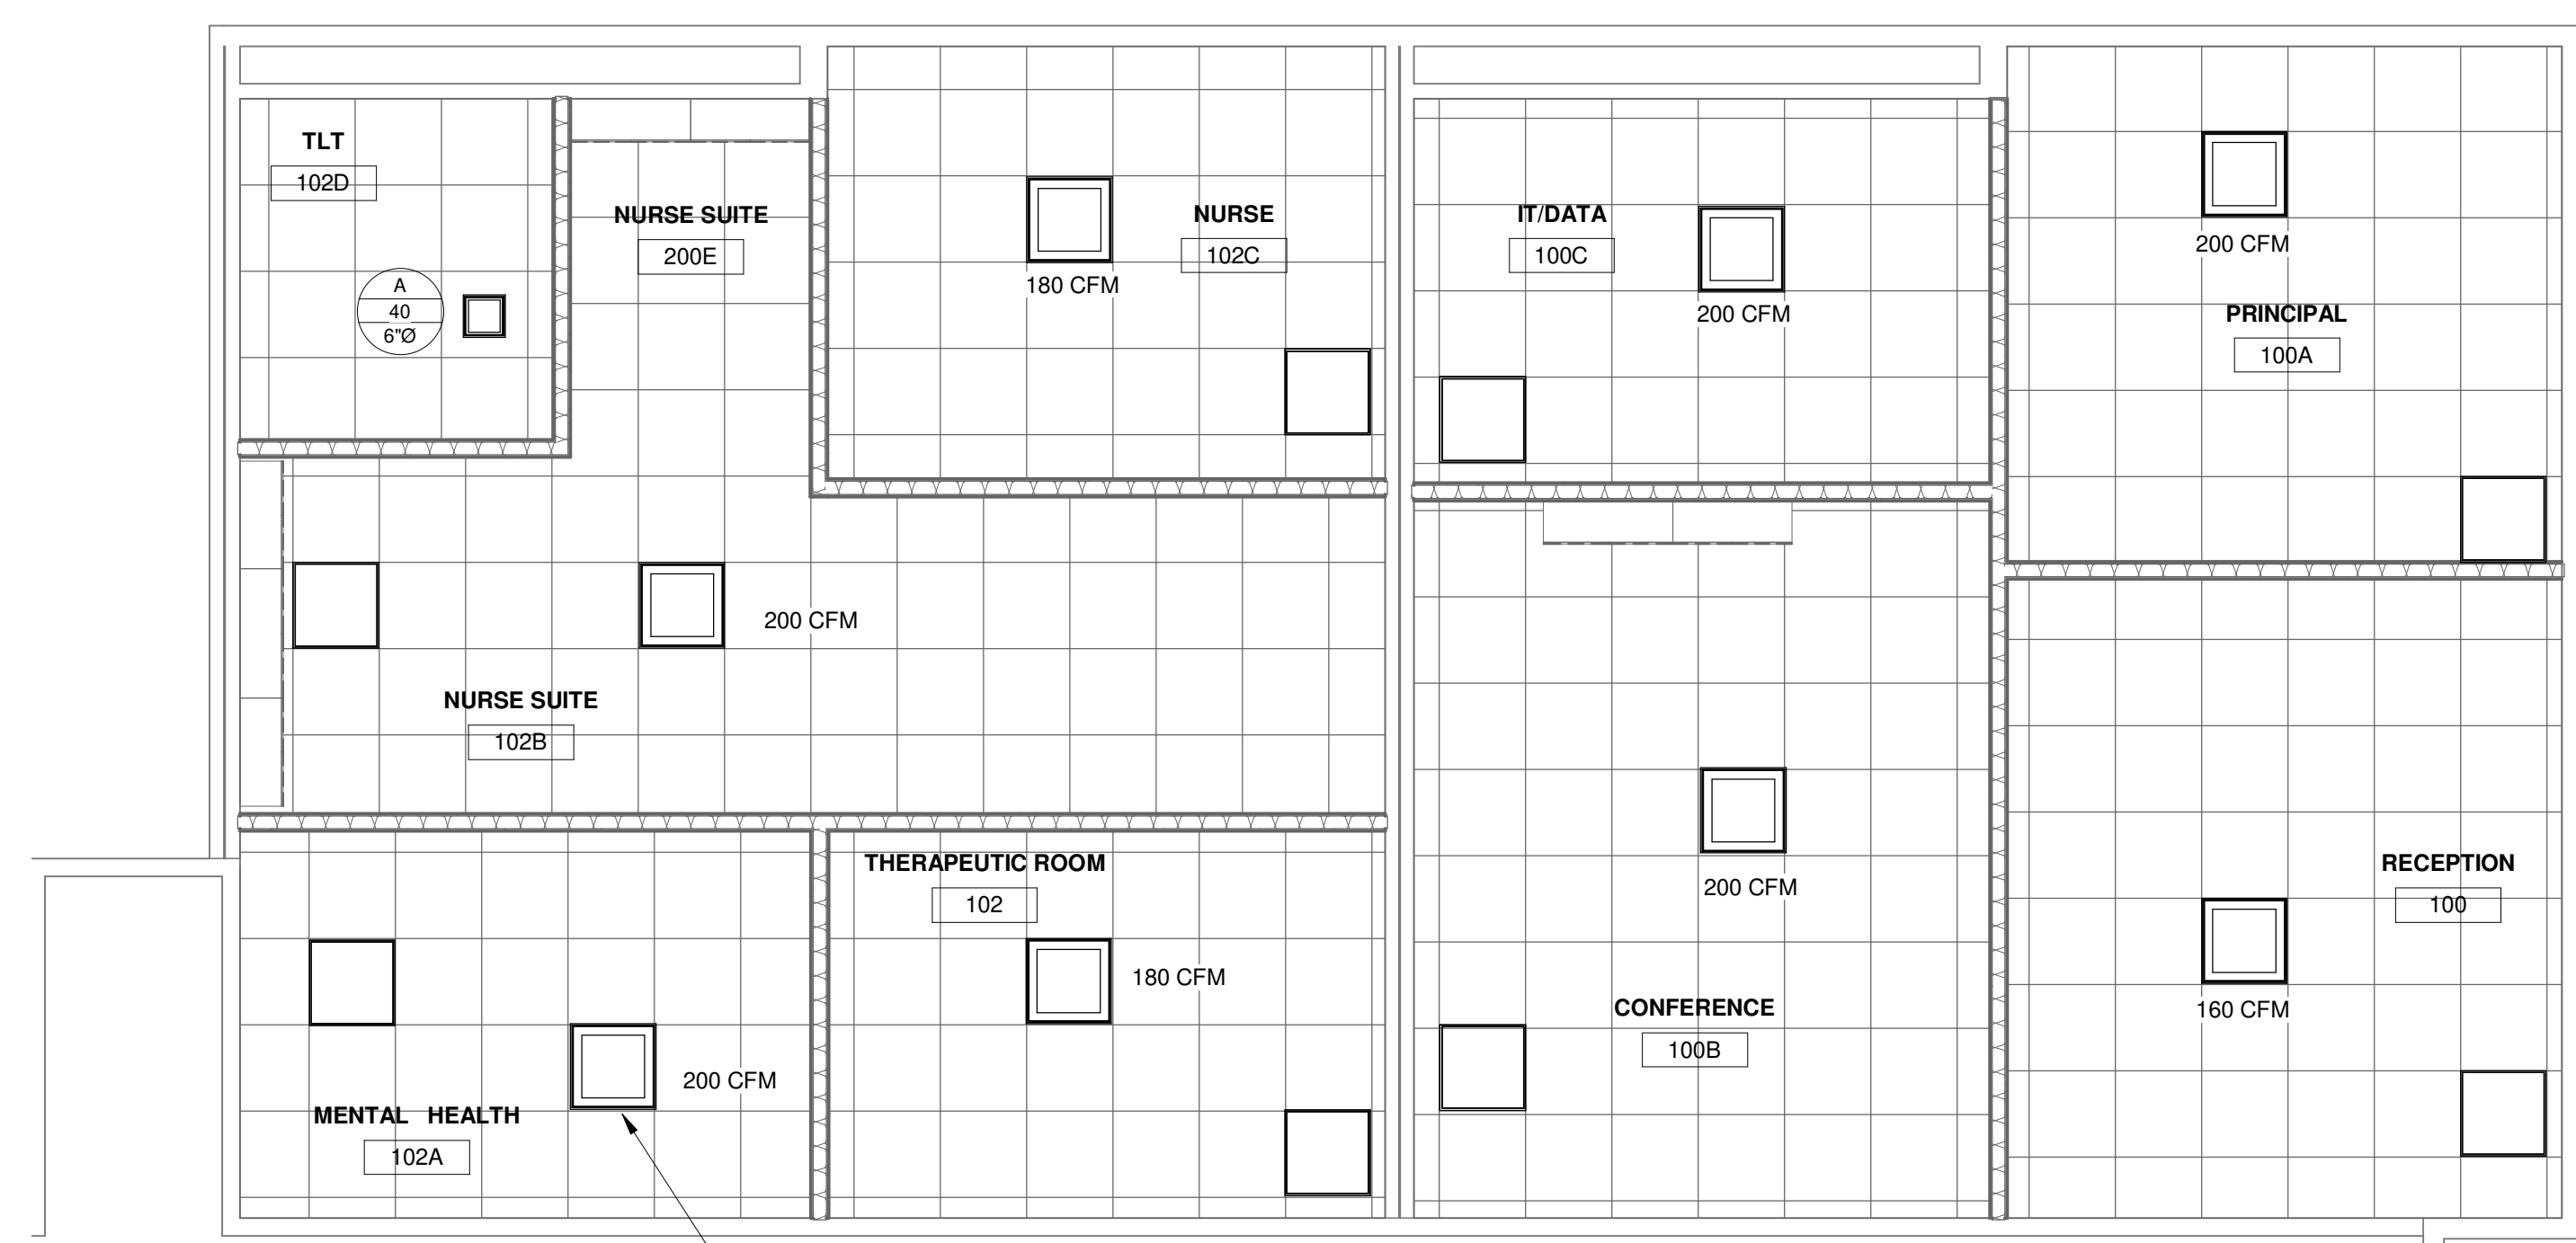 TLT
102D
A
40
6"Ø
NURSE SUITE
200E
NURSE
102C
180 CFM
IT/DATA
100C
200 CFM
200 CFM
PRINCIPAL
100A
200 CFM
NURSE SUITE
102B
THERAPEUTIC ROOM
102
180 CFM
200 CFM
MENTAL HEALTH
102A
200 CFM
CONFERENCE
100B
RECEPTION
100
160 CFM